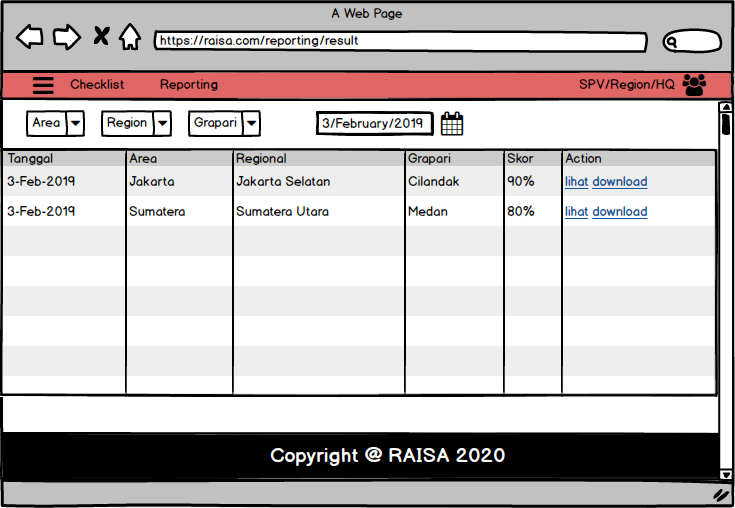 A Web Page
https://raisa.com/reporting/result
Checklist Reporting SPV/Region/HQ
Area Region Grapari 3/February/2019
Tanggal Area Regional Grapari Skor Action
3-Feb-2019 Jakarta Jakarta Selatan Cilandak 90% lihat download
3-Feb-2019 Sumatera Sumatera Utara Medan 80% lihat download
Copyright @ RAISA 2020